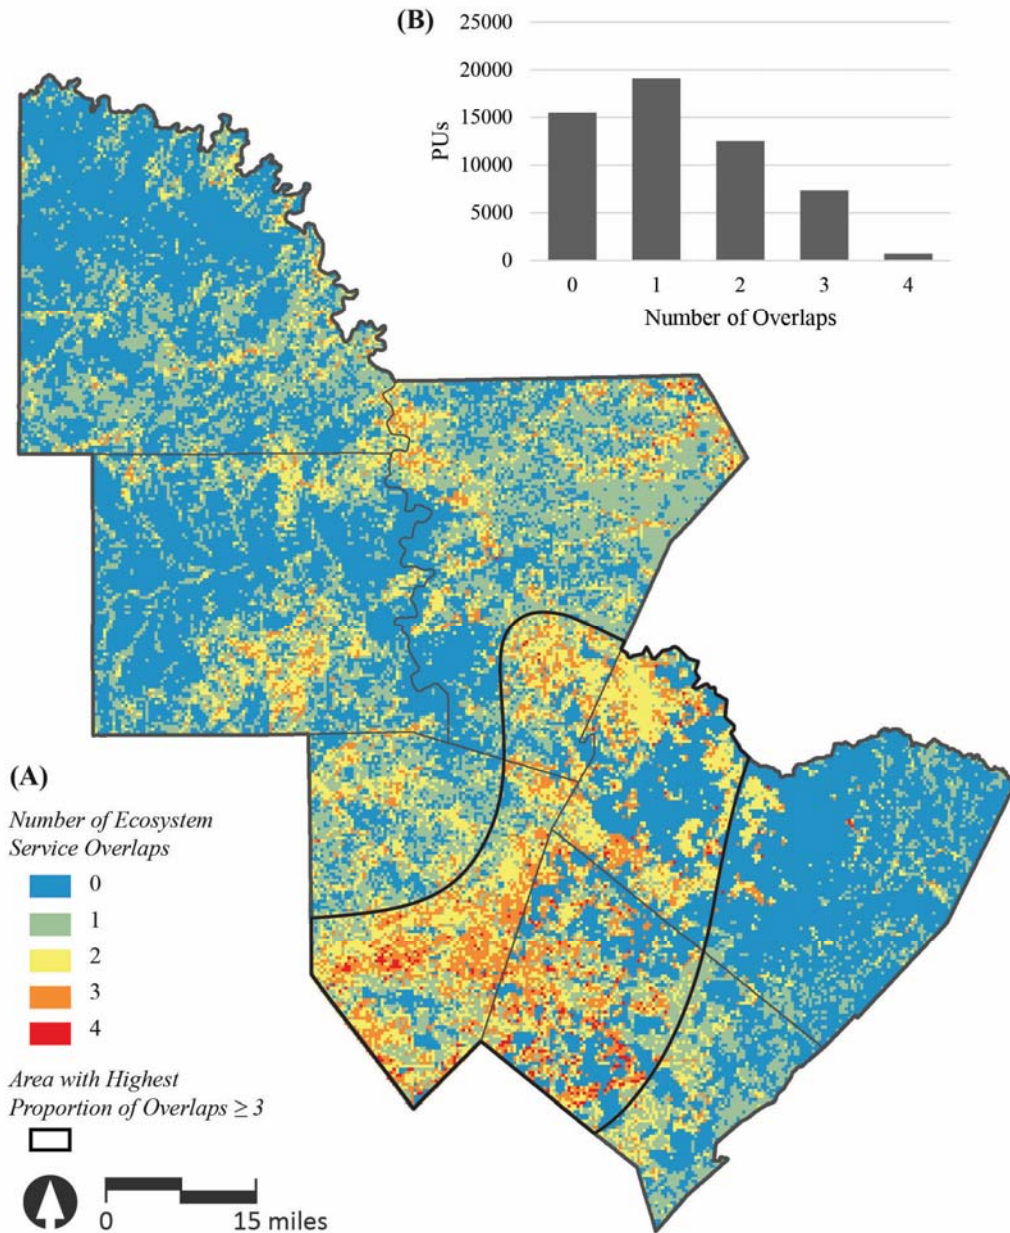 (B)
25000
20000
15000
10000
5000
0
PUs
0 1 2 3 4
Number of Overlaps
(A)
Number of Ecosystem
Service Overlaps
0
1
2
3
4
Area with Highest
Proportion of Overlaps ≥ 3
0 15 miles